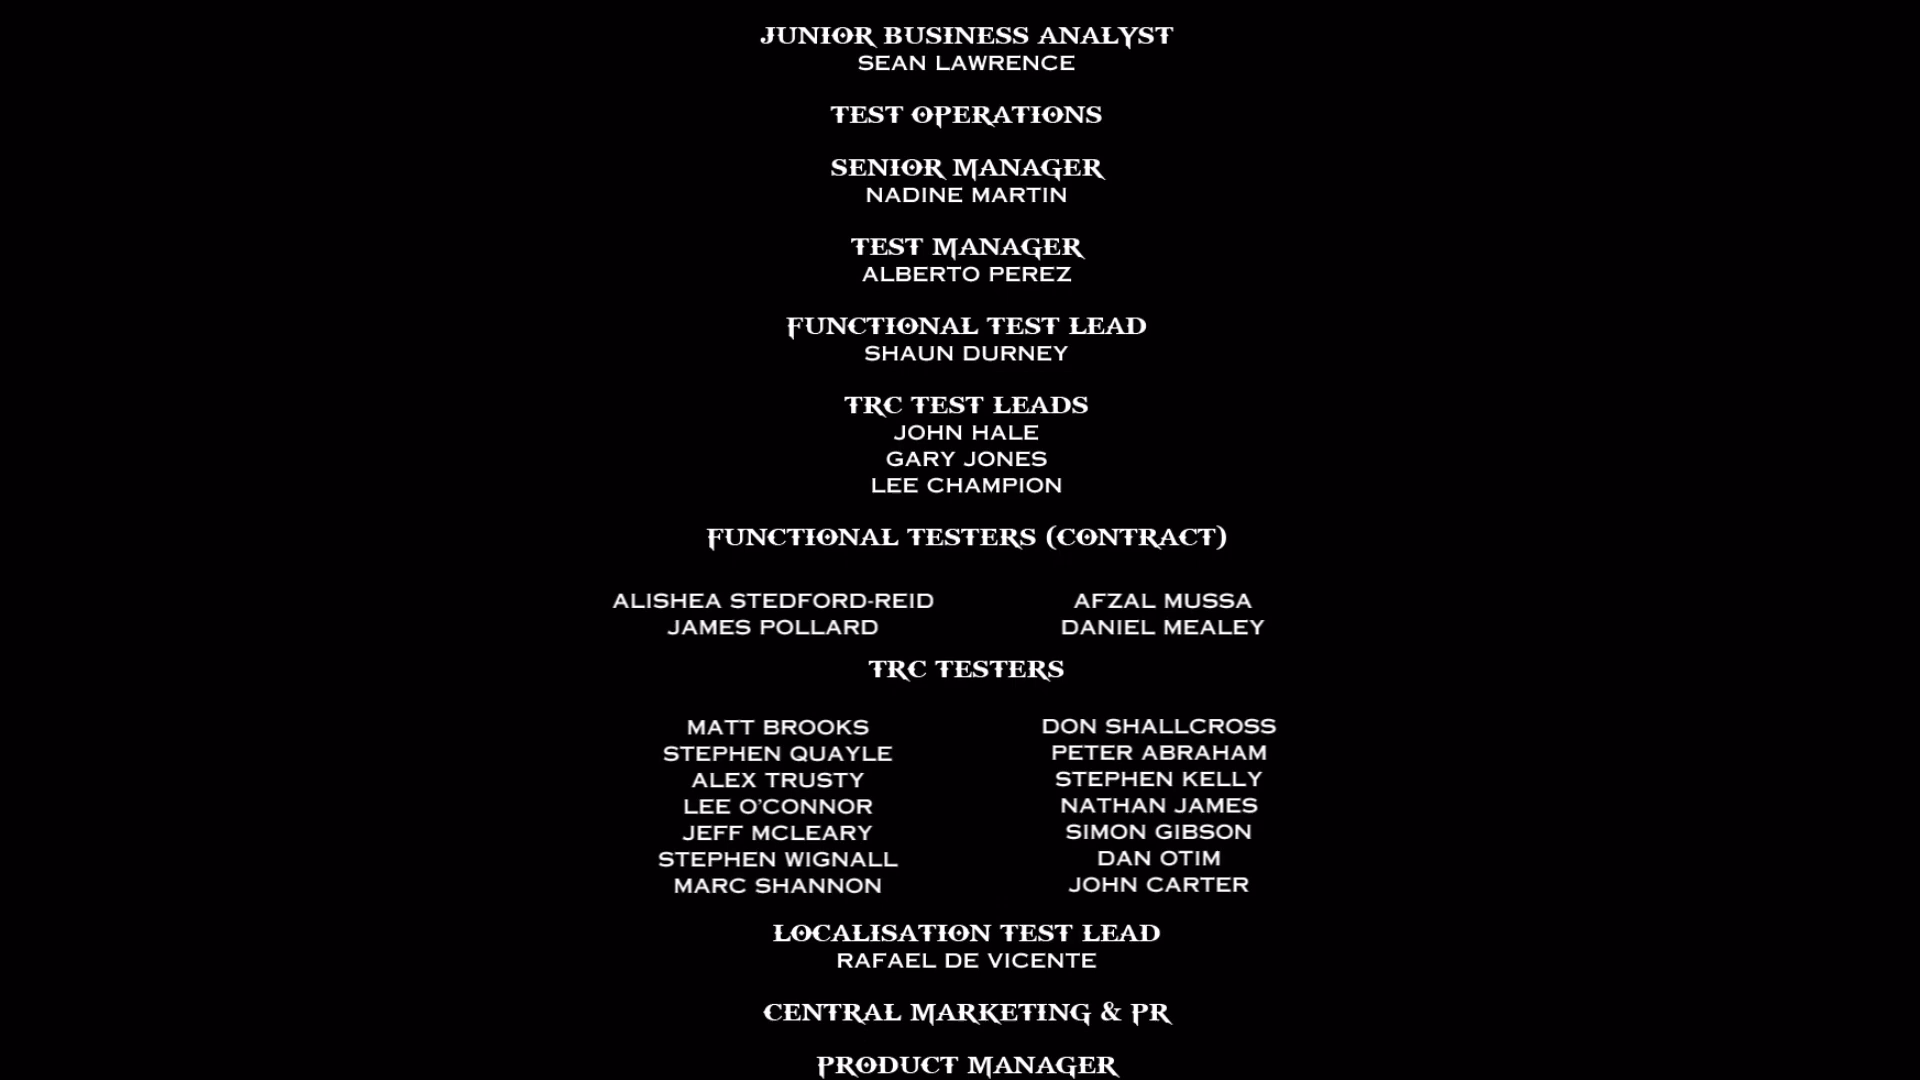 JUNIOR BUSINESS ANALYST
SEAN LAWRENCE
TEST OPERATIONS
SENIOR MANAGER
NADINE MARTIN
TEST MANAGER
ALBERTO PEREZ
FUNCTIONAL TEST LEAD
SHAUN DURNEY
TRC TEST LEADS
JOHN HALE
GARY JONES
LEE CHAMPION
FUNCTIONAL TESTERS (CONTRACT)
ALISHEA STEDFORD-REID AFZAL MUSSA
JAMES POLLARD DANIEL MEALEY
TRC TESTERS
MATT BROOKS DON SHALLCROSS
STEPHEN QUAYLE PETER ABRAHAM
ALEX TRUSTY STEPHEN KELLY
LEE O'CONNOR NATHAN JAMES
JEFF MCLEARY SIMON GIBSON
STEPHEN WIGNALL DAN OTIM
MARC SHANNON JOHN CARTER
LOCALISATION TEST LEAD
RAFAEL DE VICENTE
CENTRAL MARKETING & PR
PRODUCT MANAGER